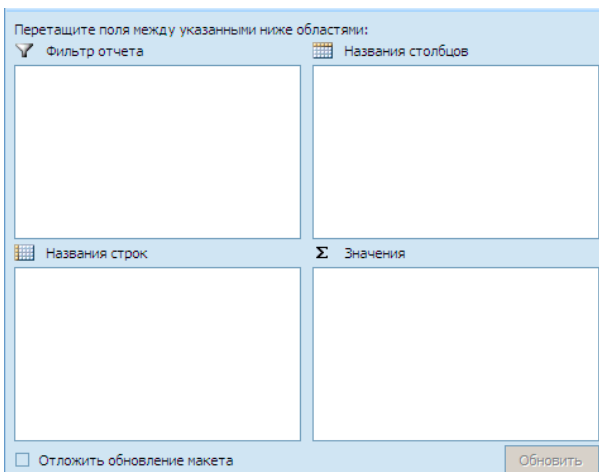 Перетащите поля между указанными ниже областями:
Фильтр отчета
Названия столбцов
Названия строк
Σ Значения
Отложить обновление макета
Обновить